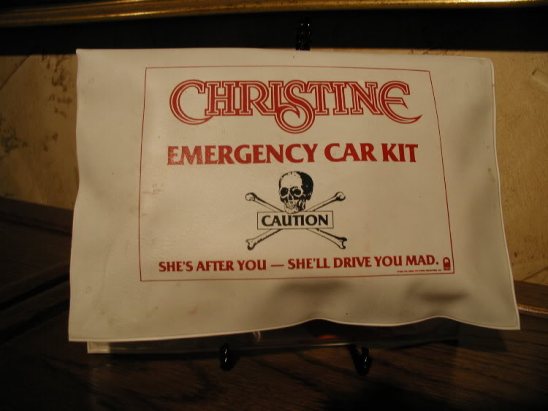 CHRISTINE
EMERGENCY CAR KIT
CAUTION
SHE'S AFTER YOU — SHE'LL DRIVE YOU MAD.